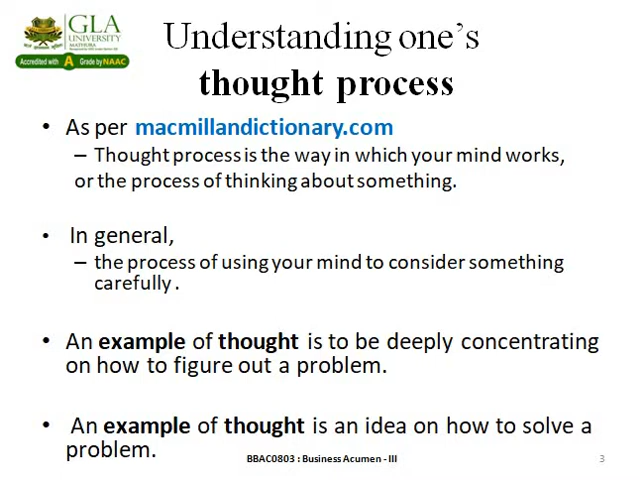 GLA
UNIVERSITY
MATHURA
Accredited with A Grade by NAAC
Understanding one's
thought process
• As per macmillandictionary.com
– Thought process is the way in which your mind works,
or the process of thinking about something.
• In general,
– the process of using your mind to consider something
carefully .
• An example of thought is to be deeply concentrating
on how to figure out a problem.
• An example of thought is an idea on how to solve a
problem.
BBAC0803 : Business Acumen - III
3